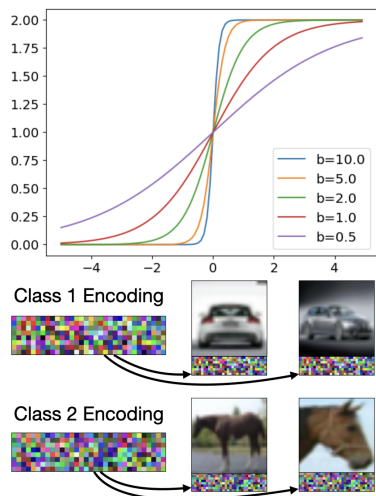 2.00
1.75
1.50
1.25
1.00
0.75
0.50
0.25
0.00
b=10.0
b=5.0
b=2.0
b=1.0
b=0.5
−4 −2 0 2 4
Class 1 Encoding
Class 2 Encoding